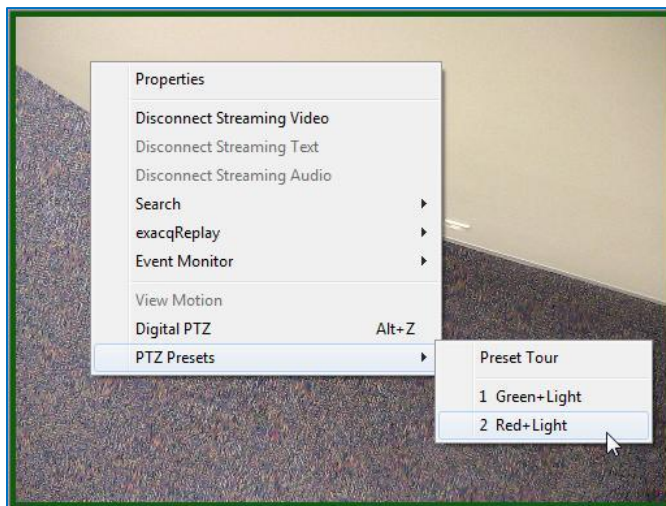 Properties
Disconnect Streaming Video
Disconnect Streaming Text
Disconnect Streaming Audio
Search
exacqReplay
Event Monitor
View Motion
Digital PTZ Alt+Z
PTZ Presets
Preset Tour
1 Green+Light
2 Red+Light